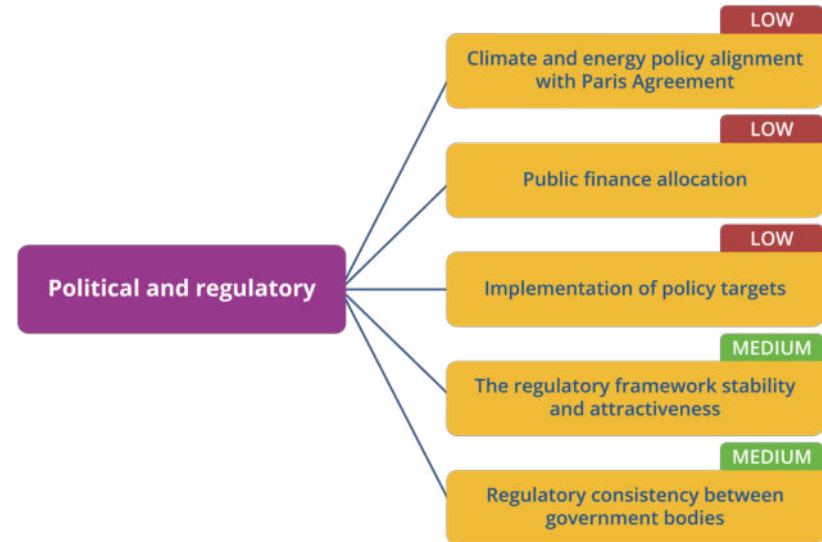 LOW
Climate and energy policy alignment
with Paris Agreement
LOW
Public finance allocation
LOW
Political and regulatory
Implementation of policy targets
MEDIUM
The regulatory framework stability
and attractiveness
MEDIUM
Regulatory consistency between
government bodies